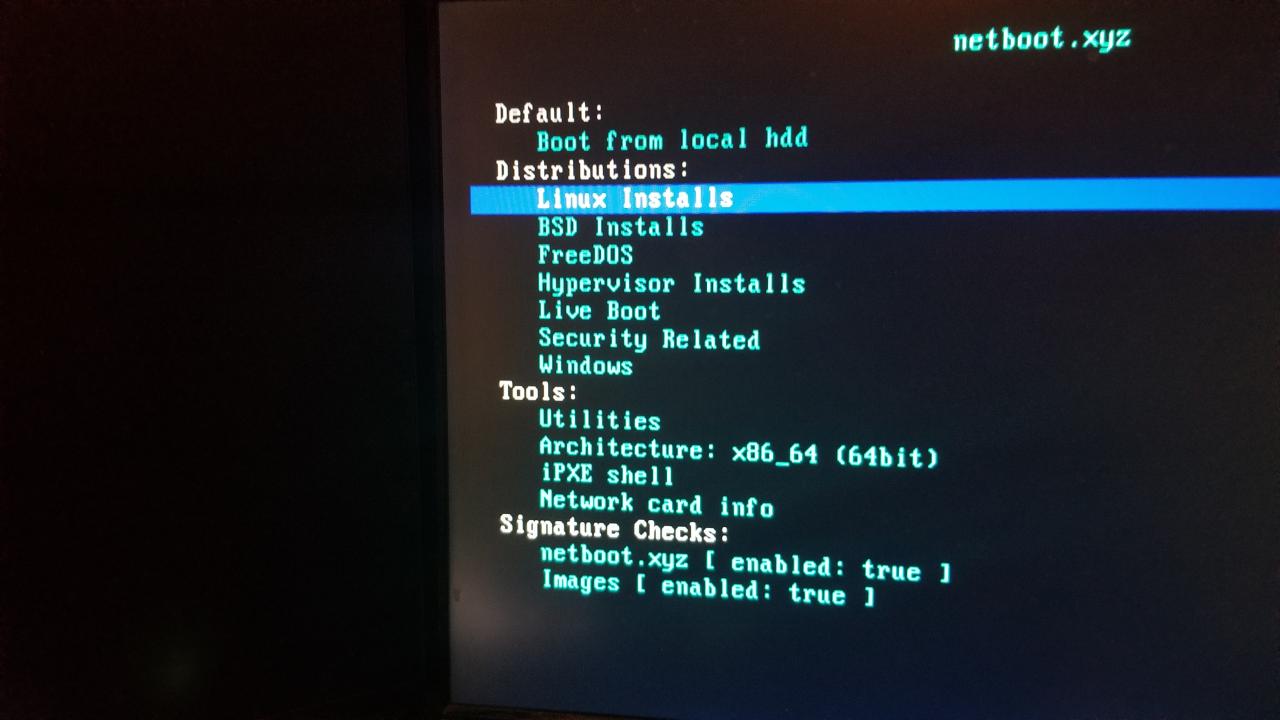 netboot.xyz
Default:
Boot from local hdd
Distributions:
Linux Installs
BSD Installs
FreeDOS
Hypervisor Installs
Live Boot
Security Related
Windows
Tools:
Utilities
Architecture: x86_64 (64bit)
iPXE shell
Network card info
Signature Checks:
netboot.xyz [ enabled: true ]
Images [ enabled: true ]